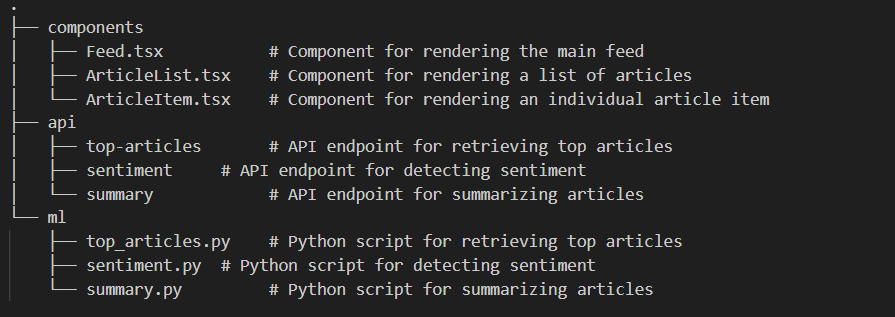 .
├── components
│   ├── Feed.tsx           # Component for rendering the main feed
│   ├── ArticleList.tsx    # Component for rendering a list of articles
│   └── ArticleItem.tsx    # Component for rendering an individual article item
├── api
│   ├── top-articles       # API endpoint for retrieving top articles
│   ├── sentiment     # API endpoint for detecting sentiment
│   └── summary            # API endpoint for summarizing articles
└── ml
    ├── top_articles.py    # Python script for retrieving top articles
    ├── sentiment.py  # Python script for detecting sentiment
    └── summary.py         # Python script for summarizing articles